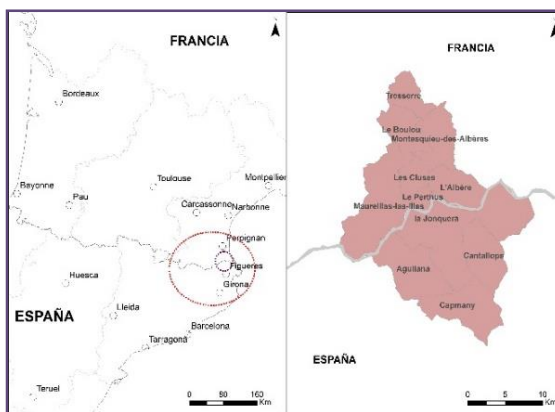 FRANCIA
Bordeaux
Bayonne
Pau
Toulouse
Montpellier
Carcassonne
Narbonne
Perpignan
Figueres
Girona
Huesca
ESPAÑA
Lleida
Barcelona
Tarragona
Teruel
0 80 160
Km
FRANCIA
Tresserre
Le Boulou
Montesquieu-des-Albères
Les Cluses
L'Albère
Le Perthus
Maureillas-las-Illas
la Jonquera
Cantallops
Agullana
Capmany
ESPAÑA
0 5 10
Km